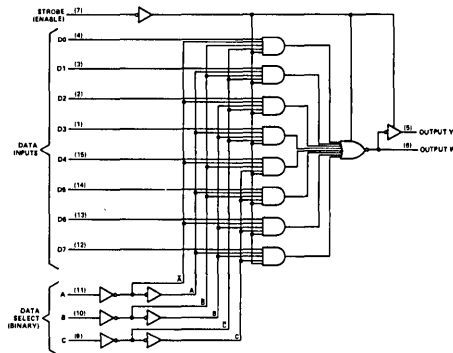 STROBE (7)
(ENABLE)
D0 (4)
D1 (3)
D2 (2)
D3 (1)
D4 (15)
D5 (14)
D6 (13)
D7 (12)
DATA
INPUTS
(5) OUTPUT Y
(6) OUTPUT W
A (11)
B (10)
C (9)
DATA
SELECT
(BINARY)
A̅
A
B̅
B
C̅
C